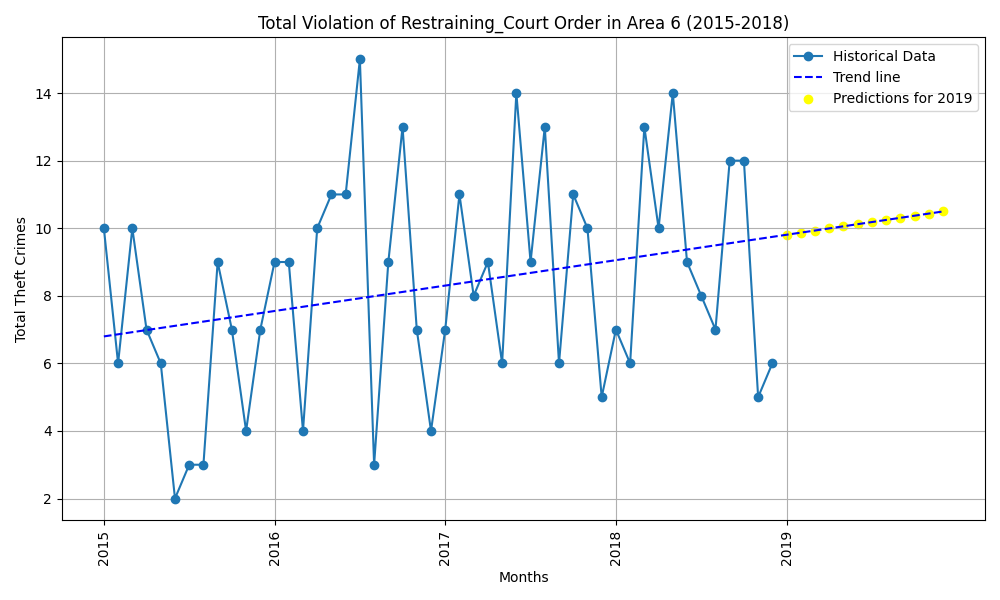 Total Violation of Restraining_Court Order in Area 6 (2015-2018)
Historical Data
Trend line
Predictions for 2019
Total Theft Crimes
14
12
10
8
6
4
2
2015
2016
2017
2018
2019
Months